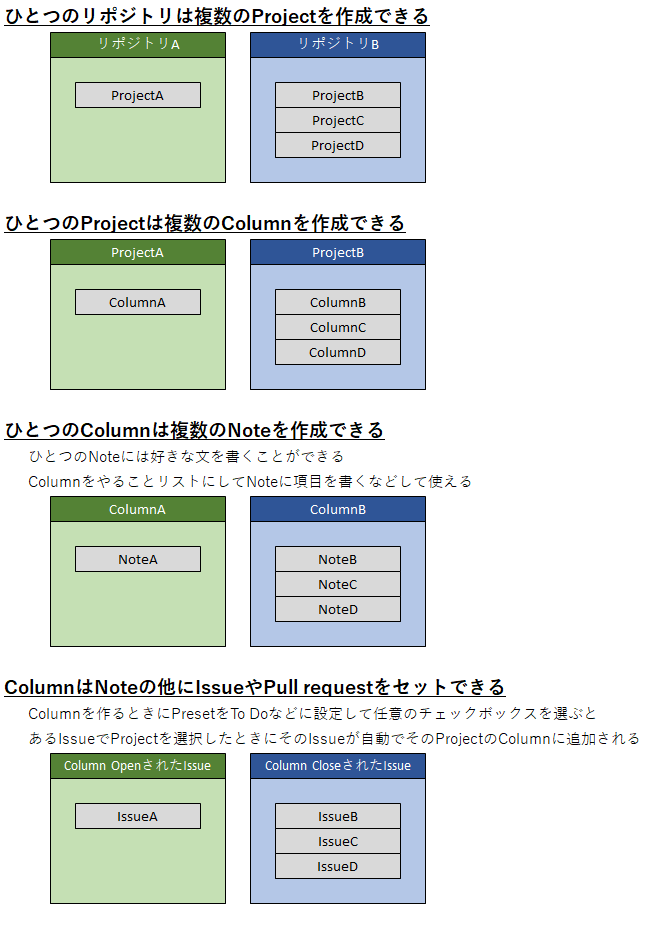 ひとつのリポジトリは複数のProjectを作成できる
リポジトリA
リポジトリB
ProjectA
ProjectB
ProjectC
ProjectD
ひとつのProjectは複数のColumnを作成できる
ProjectA
ProjectB
ColumnA
ColumnB
ColumnC
ColumnD
ひとつのColumnは複数のNoteを作成できる
ひとつのNoteには好きな文を書くことができる
ColumnをやることリストにしてNoteに項目を書くなどして使える
ColumnA
ColumnB
NoteA
NoteB
NoteC
NoteD
ColumnはNoteの他にIssueやPull requestをセットできる
Columnを作るときにPresetをTo Doなどに設定して任意のチェックボックスを選ぶと
あるIssueでProjectを選択したときにそのIssueが自動でそのProjectのColumnに追加される
Column OpenされたIssue
Column CloseされたIssue
IssueA
IssueB
IssueC
IssueD